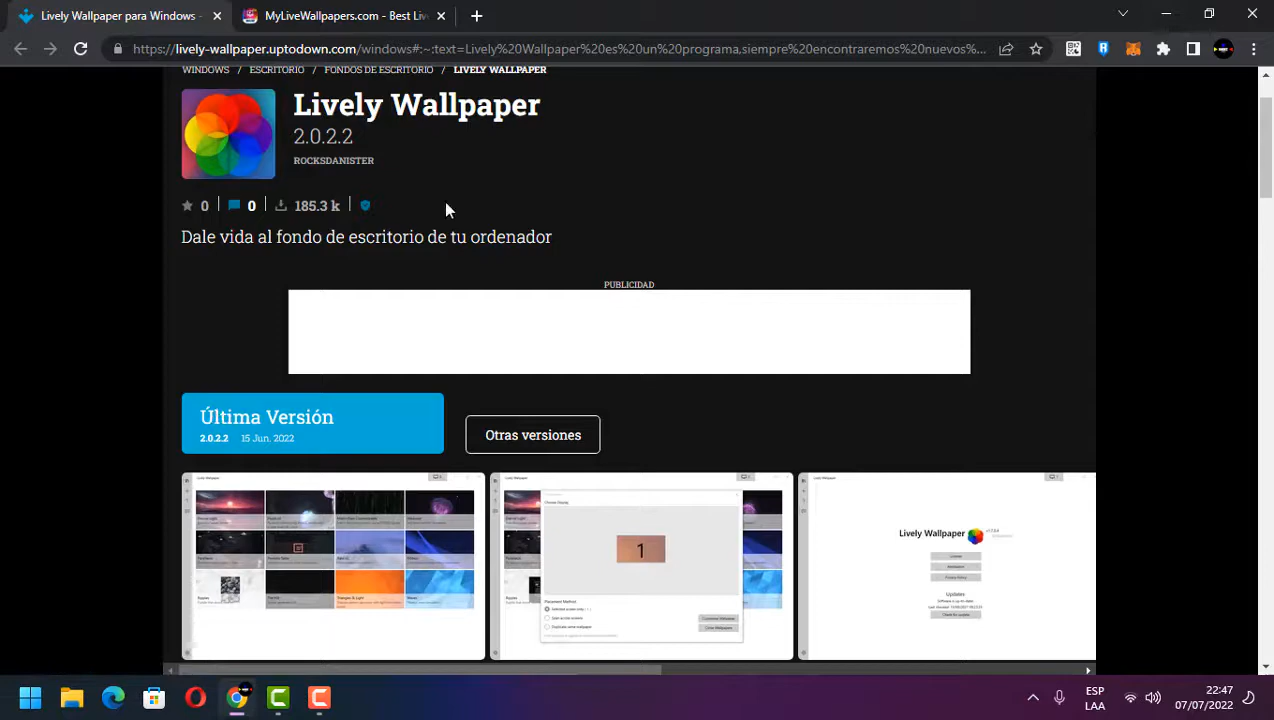 Lively Wallpaper para Windows -
MyLiveWallpapers.com - Best Liv
https://lively-wallpaper.uptodown.com/windows#:~:text=Lively%20Wallpaper%20es%20un%20programa,siempre%20encontraremos%20nuevos%...
WINDOWS / ESCRITORIO / FONDOS DE ESCRITORIO / LIVELY WALLPAPER
Lively Wallpaper
2.0.2.2
ROCKSDANISTER
0 0 185.3 k
Dale vida al fondo de escritorio de tu ordenador
PUBLICIDAD
Última Versión
2.0.2.2 15 Jun. 2022
Otras versiones
1
Lively Wallpaper
Updates
ESP
LAA
22:47
07/07/2022